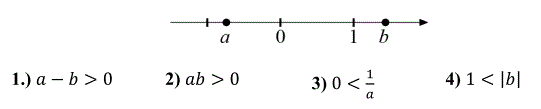 a 0 1 b
1.) a − b > 0 2) ab > 0 3) 0 < 1/a 4) 1 < |b|